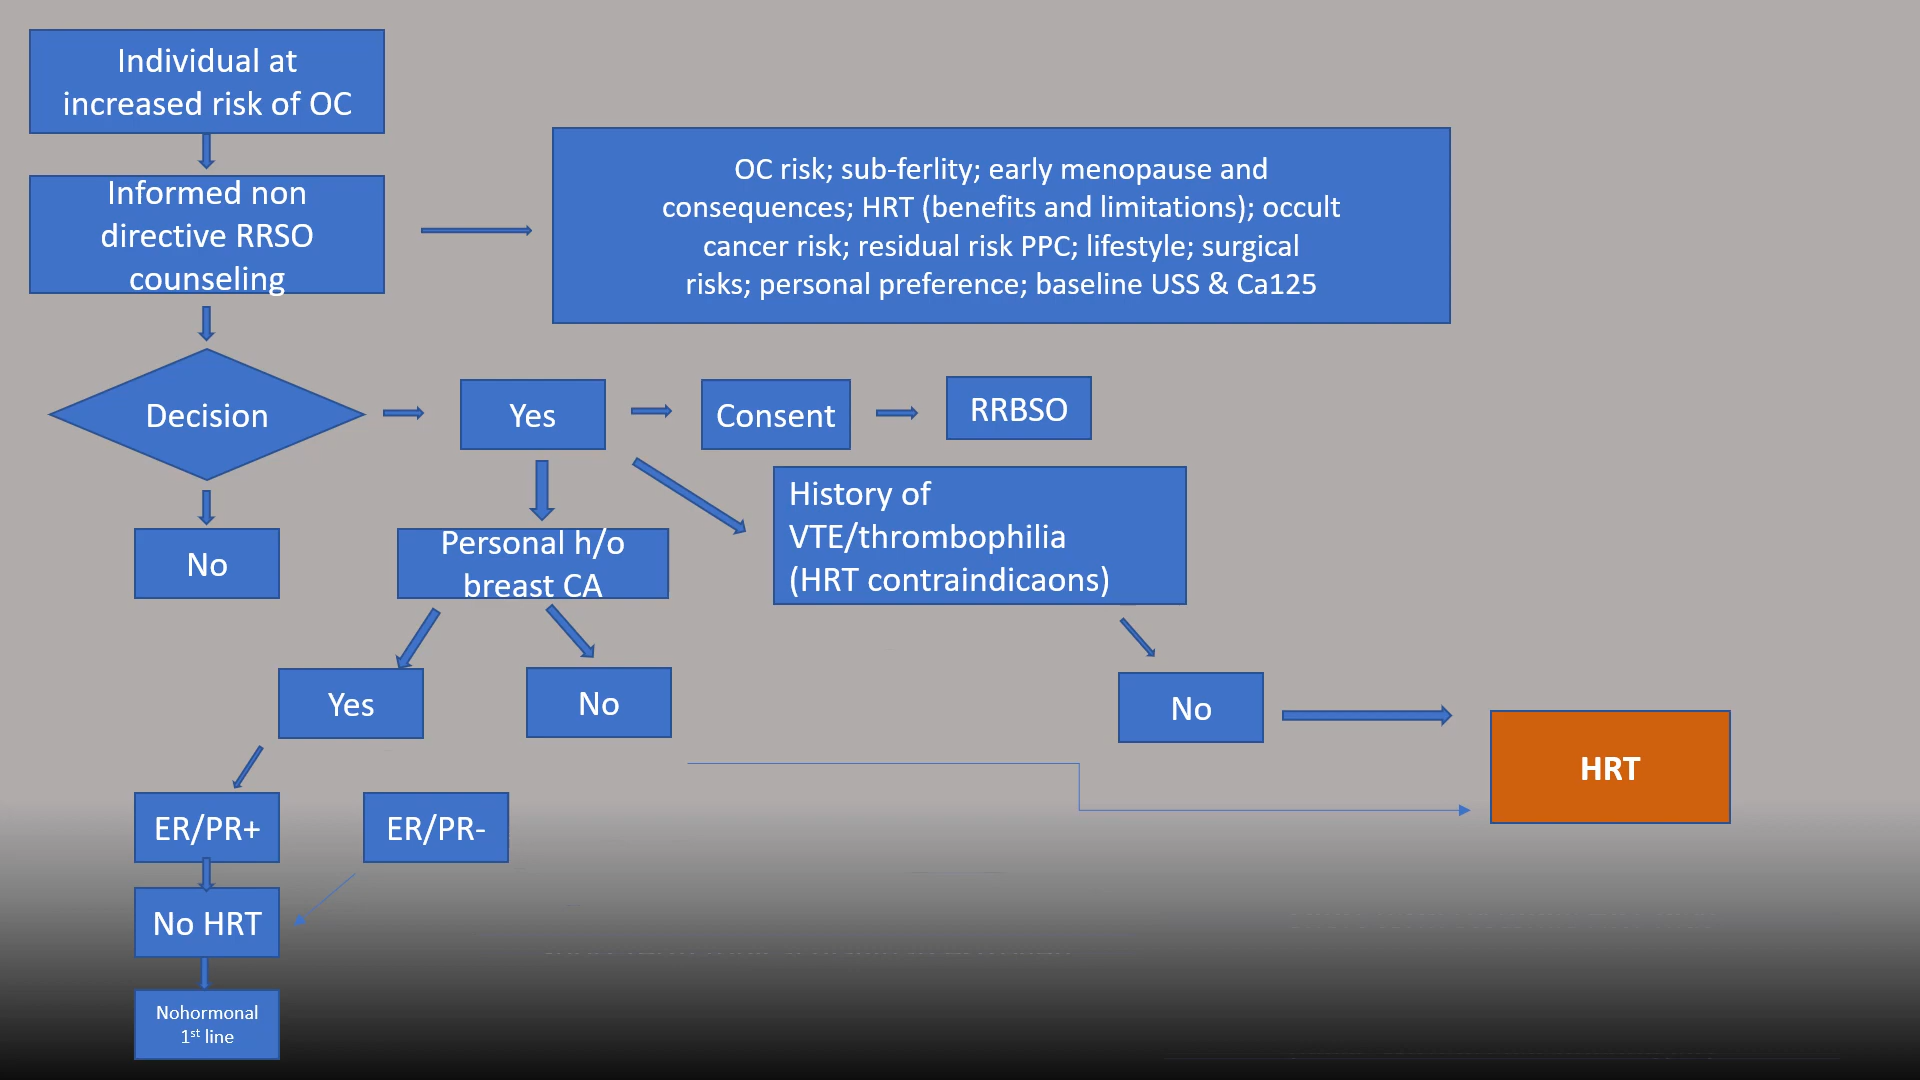 Individual at
increased risk of OC
Informed non
directive RRSO
counseling
OC risk; sub-ferlity; early menopause and
consequences; HRT (benefits and limitations); occult
cancer risk; residual risk PPC; lifestyle; surgical
risks; personal preference; baseline USS & Ca125
Decision
Yes
Consent
RRBSO
No
Personal h/o
breast CA
History of
VTE/thrombophilia
(HRT contraindicaons)
Yes
No
No
HRT
ER/PR+
ER/PR-
No HRT
Nohormonal
1st line